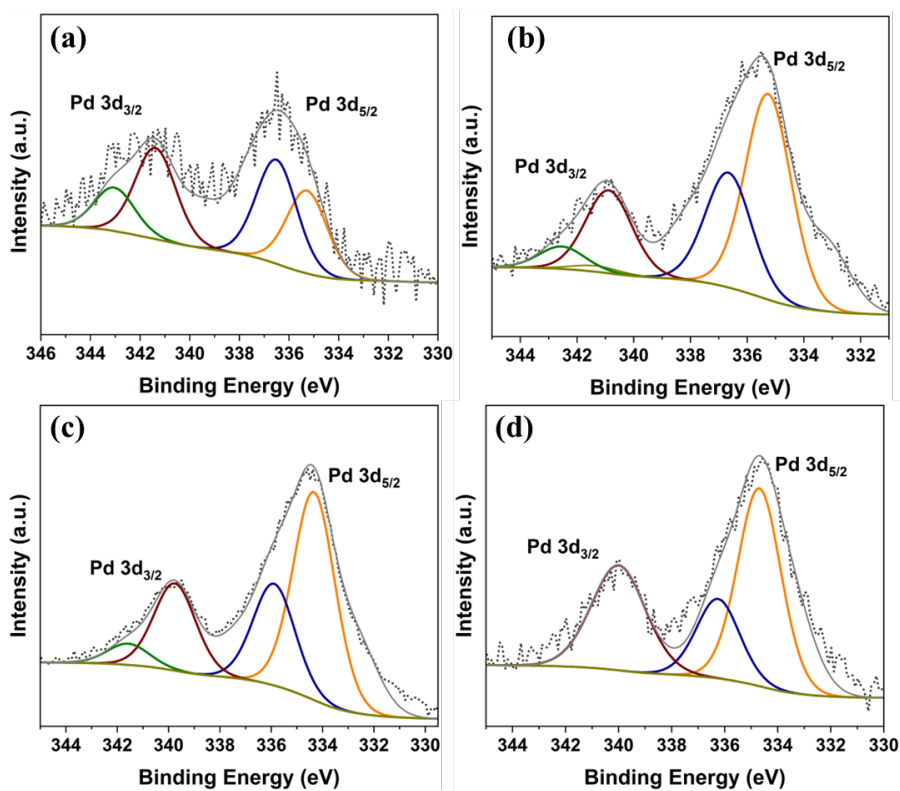 (a)
Pd 3d3/2
Pd 3d5/2
Intensity (a.u.)
346 344 342 340 338 336 334 332 330
Binding Energy (eV)
(b)
Pd 3d5/2
Pd 3d3/2
Intensity (a.u.)
344 342 340 338 336 334 332
Binding Energy (eV)
(c)
Pd 3d5/2
Pd 3d3/2
Intensity (a.u.)
344 342 340 338 336 334 332 330
Binding Energy (eV)
(d)
Pd 3d5/2
Pd 3d3/2
Intensity (a.u.)
344 342 340 338 336 334 332 330
Binding Energy (eV)